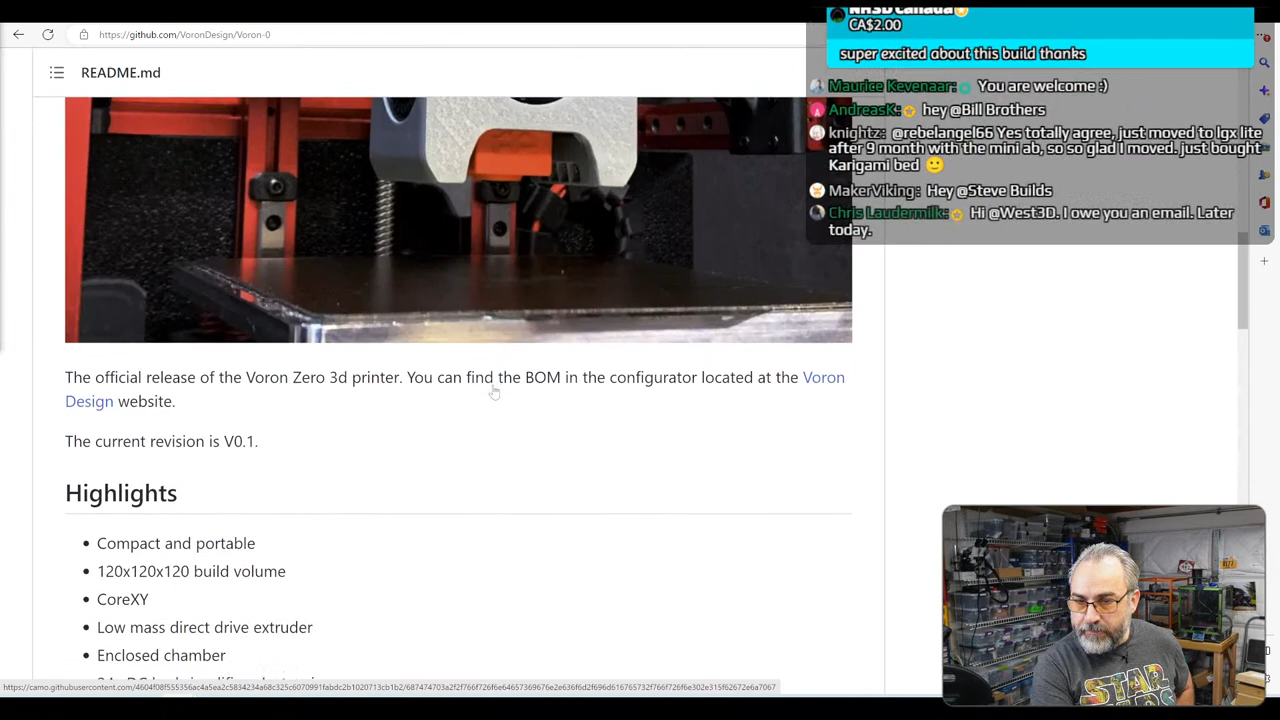 https://github.com/VoronDesign/Voron-0
README.md
NH3D Canada
CA$2.00
super excited about this build thanks
Maurice Kevenaar: You are welcome :)
AndreasK: hey @Bill Brothers
knightz: @rebelangel66 Yes totally agree, just moved to lgx lite
after 9 month with the mini ab, so so glad I moved. just bought
Karigami bed
MakerViking: Hey @Steve Builds
Chris Laudermilk: Hi @West3D. I owe you an email. Later
today.
The official release of the Voron Zero 3d printer. You can find the BOM in the configurator located at the Voron
Design website.
The current revision is V0.1.
Highlights
Compact and portable
120x120x120 build volume
CoreXY
Low mass direct drive extruder
Enclosed chamber
STAR